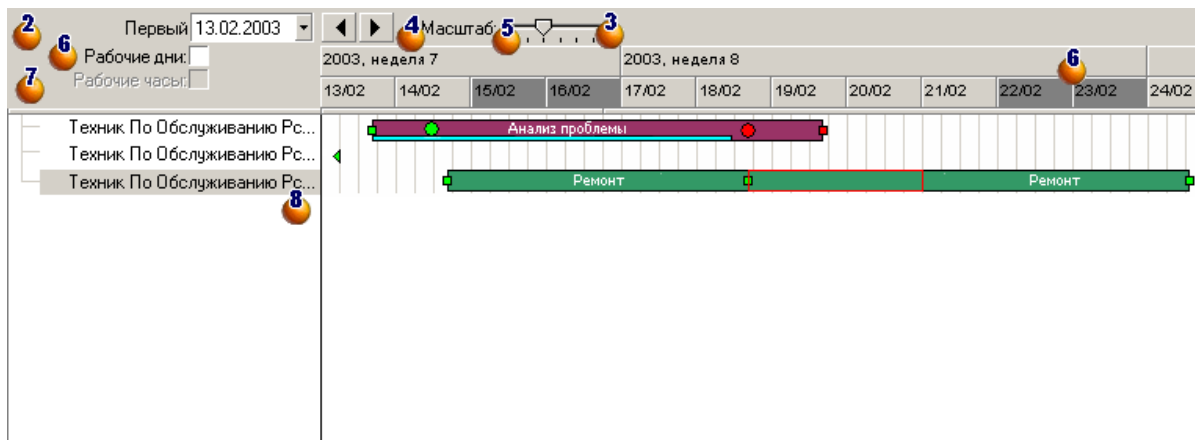 2 Первый 13.02.2003 4 Масштаб: 5 3
6 Рабочие дни: 2003, неделя 7 2003, неделя 8 6
7 Рабочие часы:
13/02 14/02 15/02 16/02 17/02 18/02 19/02 20/02 21/02 22/02 23/02 24/02
Техник По Обслуживанию Рс... Анализ проблемы
Техник По Обслуживанию Рс...
Техник По Обслуживанию Рс... Ремонт Ремонт
8